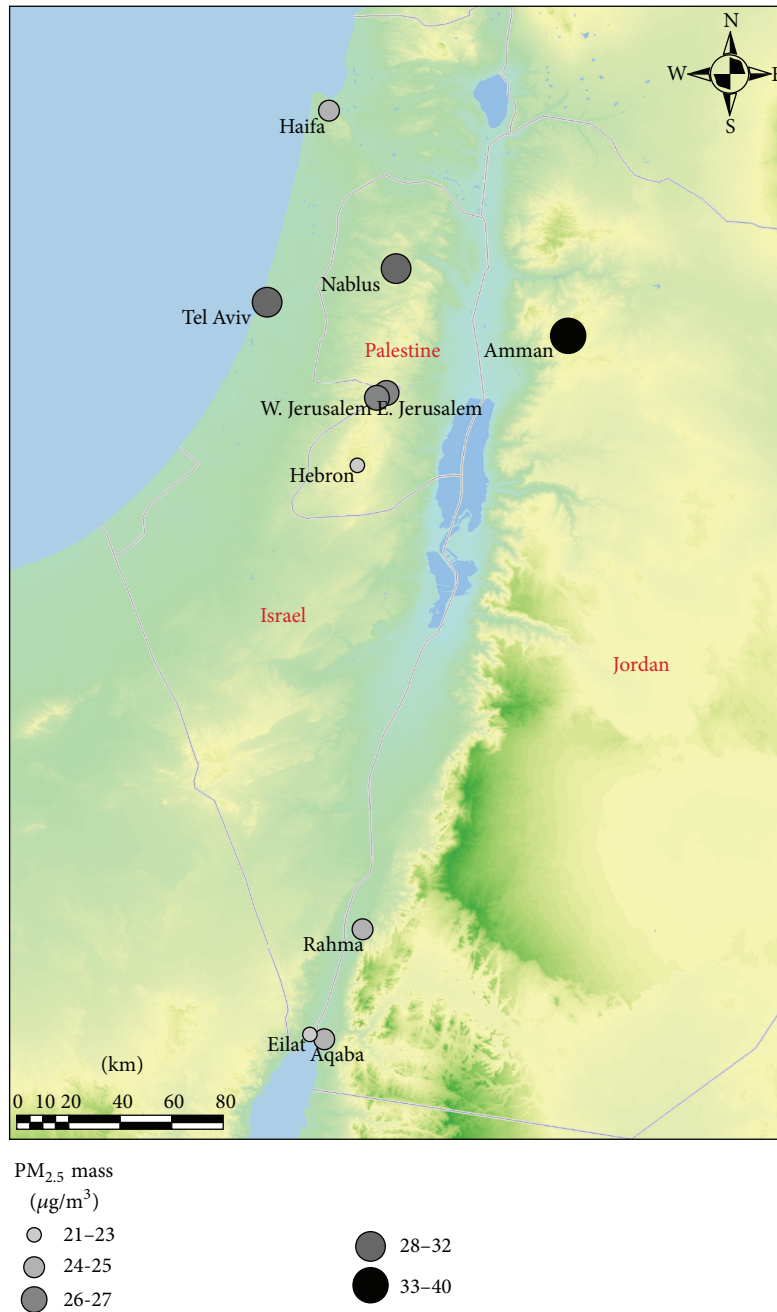 N
W E
S
Haifa
Nablus
Tel Aviv
Palestine
Amman
W. Jerusalem E. Jerusalem
Hebron
Israel
Jordan
Rahma
Eilat
Aqaba
(km)
0 10 20 40 60 80
PM2.5 mass
(μg/m³)
21–23
24-25
26-27
28–32
33–40